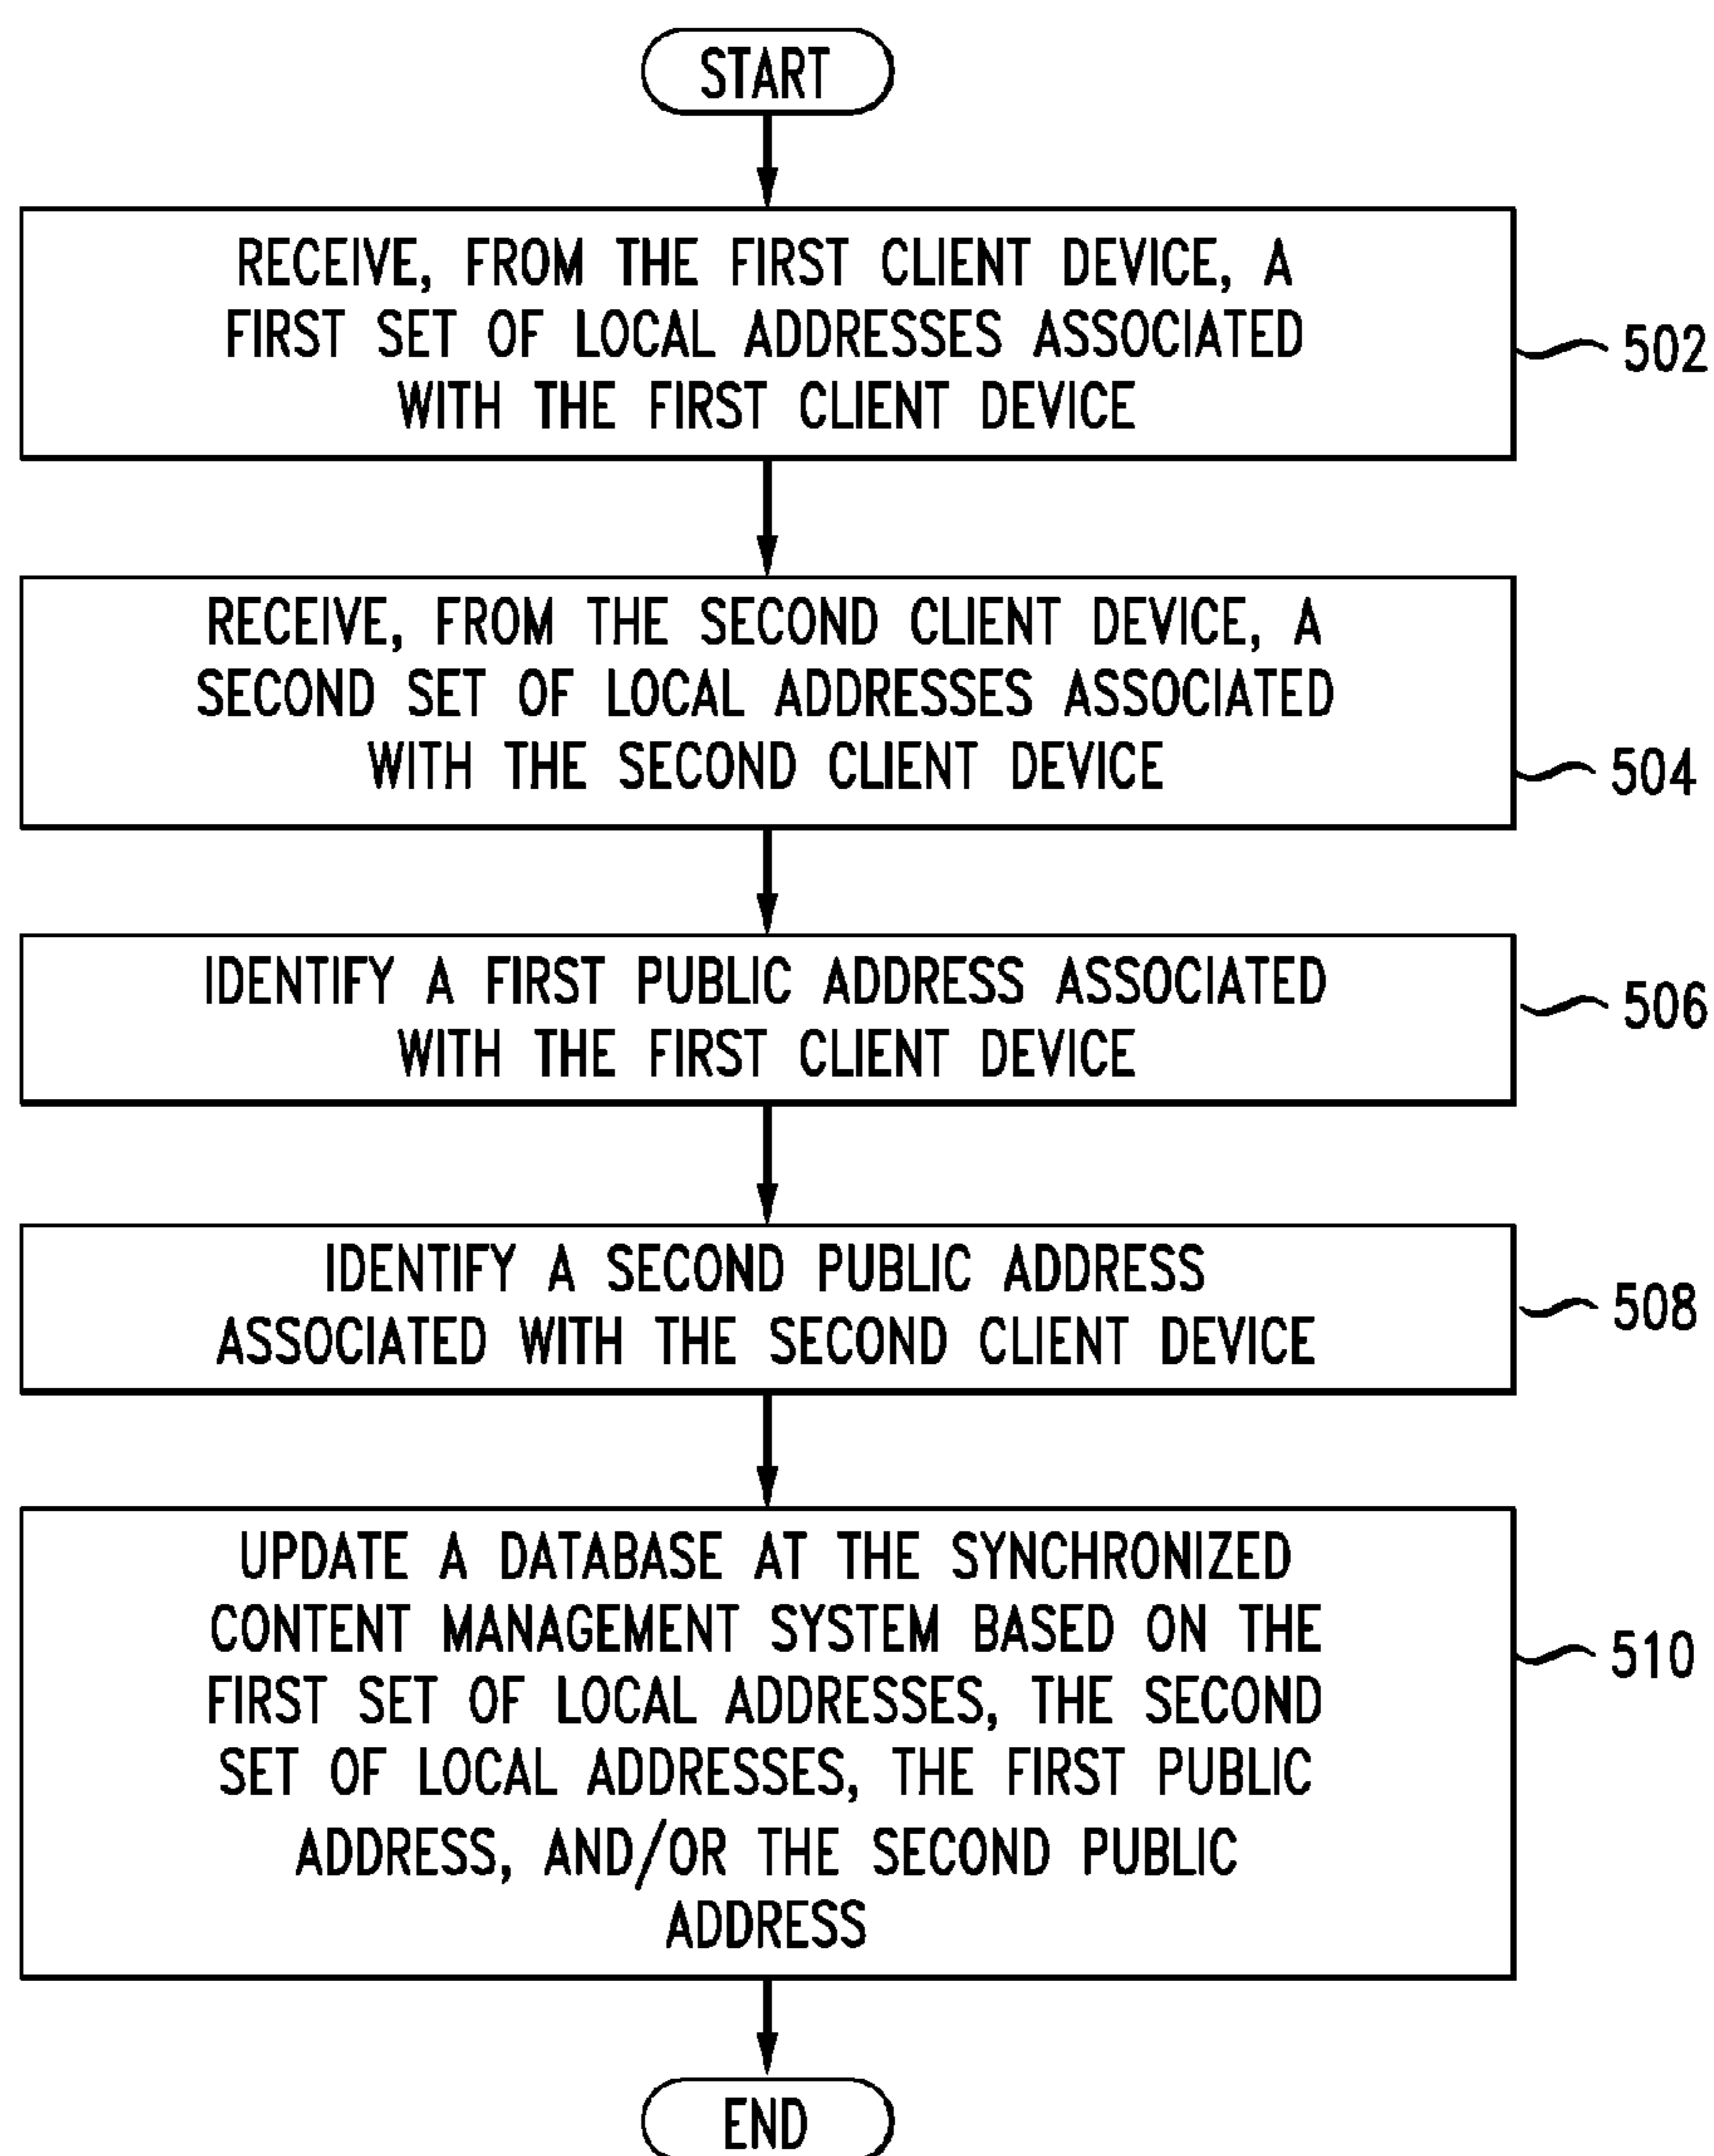 START
RECEIVE, FROM THE FIRST CLIENT DEVICE, A
FIRST SET OF LOCAL ADDRESSES ASSOCIATED
WITH THE FIRST CLIENT DEVICE
502
RECEIVE, FROM THE SECOND CLIENT DEVICE, A
SECOND SET OF LOCAL ADDRESSES ASSOCIATED
WITH THE SECOND CLIENT DEVICE
504
IDENTIFY A FIRST PUBLIC ADDRESS ASSOCIATED
WITH THE FIRST CLIENT DEVICE
506
IDENTIFY A SECOND PUBLIC ADDRESS
ASSOCIATED WITH THE SECOND CLIENT DEVICE
508
UPDATE A DATABASE AT THE SYNCHRONIZED
CONTENT MANAGEMENT SYSTEM BASED ON THE
FIRST SET OF LOCAL ADDRESSES, THE SECOND
SET OF LOCAL ADDRESSES, THE FIRST PUBLIC
ADDRESS, AND/OR THE SECOND PUBLIC
ADDRESS
510
END